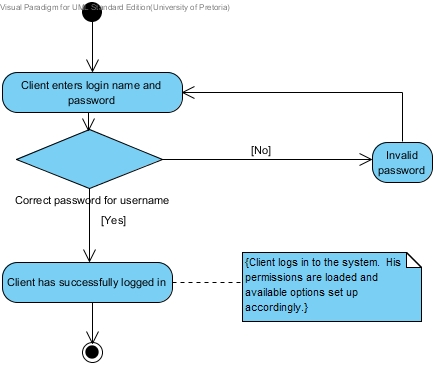 Visual Paradigm for UML Standard Edition(University of Pretoria)
Client enters login name and
password
[No]
Invalid
password
Correct password for username
[Yes]
Client has successfully logged in
{Client logs in to the system. His
permissions are loaded and
available options set up
accordingly.}